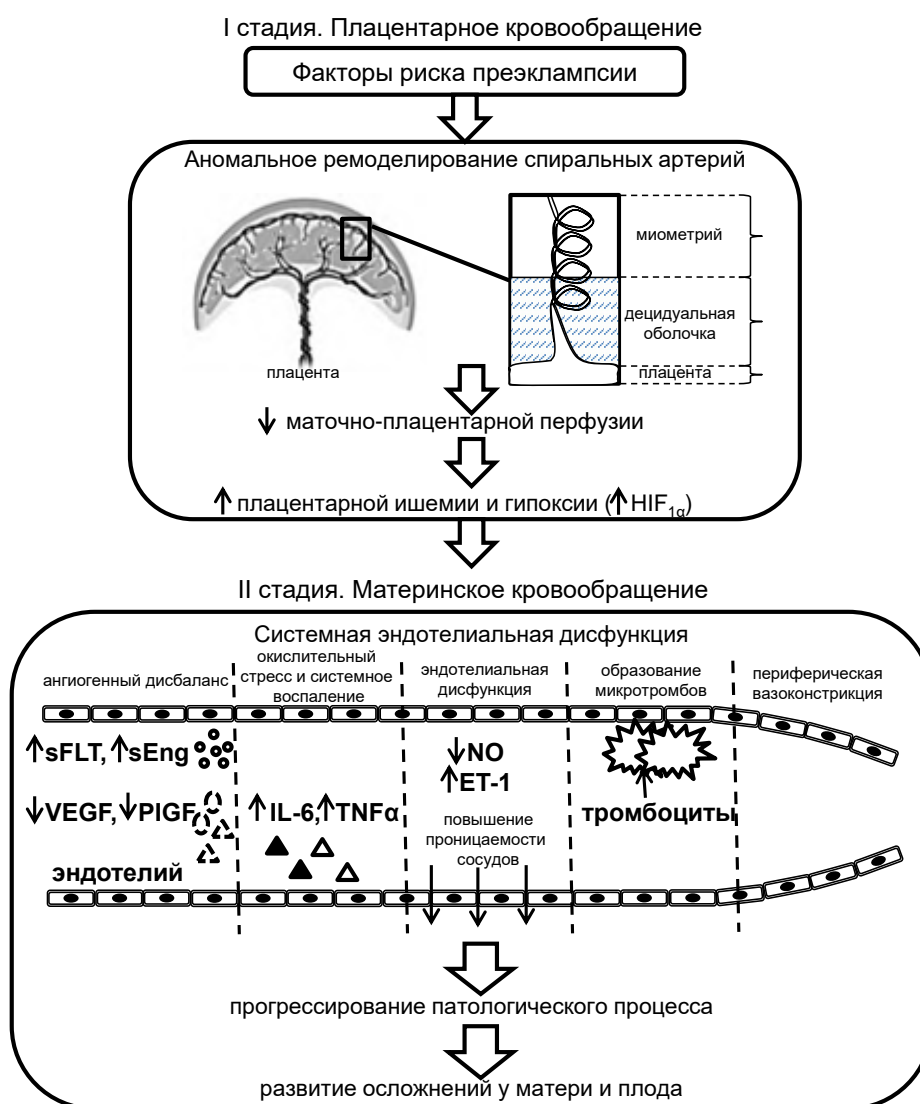 I стадия. Плацентарное кровообращение
Факторы риска преэклампсии
Аномальное ремоделирование спиральных артерий
миометрий
децидуальная
оболочка
плацента
плацента
↓ маточно-плацентарной перфузии
↑ плацентарной ишемии и гипоксии (↑HIF1α)
II стадия. Материнское кровообращение
Системная эндотелиальная дисфункция
ангиогенный дисбаланс
окислительный
стресс и системное
воспаление
эндотелиальная
дисфункция
образование
микротромбов
периферическая
вазоконстрикция
↑sFLT, ↑sEng
↓VEGF, ↓PIGF
эндотелий
↑IL-6,↑TNFα
↓NO
↑ET-1
повышение
проницаемости
сосудов
тромбоциты
прогрессирование патологического процесса
развитие осложнений у матери и плода